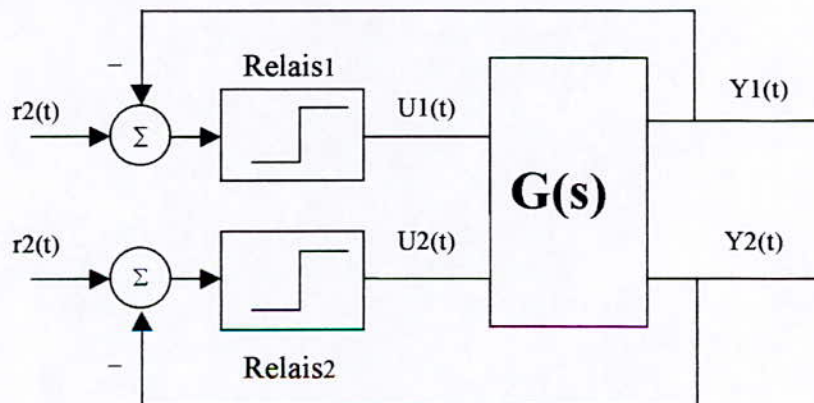 –
Relais1
r2(t)
Σ
U1(t)
Y1(t)
G(s)
r2(t)
Σ
U2(t)
Y2(t)
–
Relais2